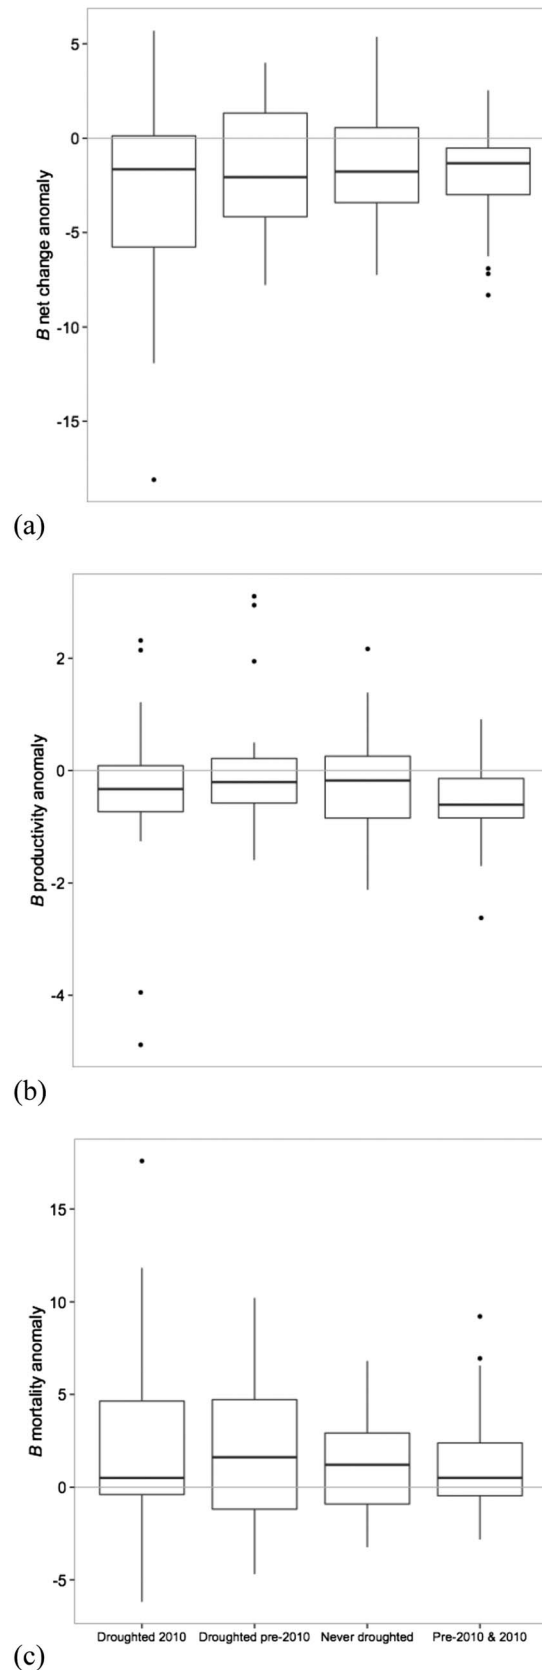 5
0
-5
-10
-15
B net change anomaly
(a)
2
0
-2
-4
B productivity anomaly
(b)
15
10
5
0
-5
B mortality anomaly
Droughted 2010 Droughted pre-2010 Never droughted Pre-2010 & 2010
(c)